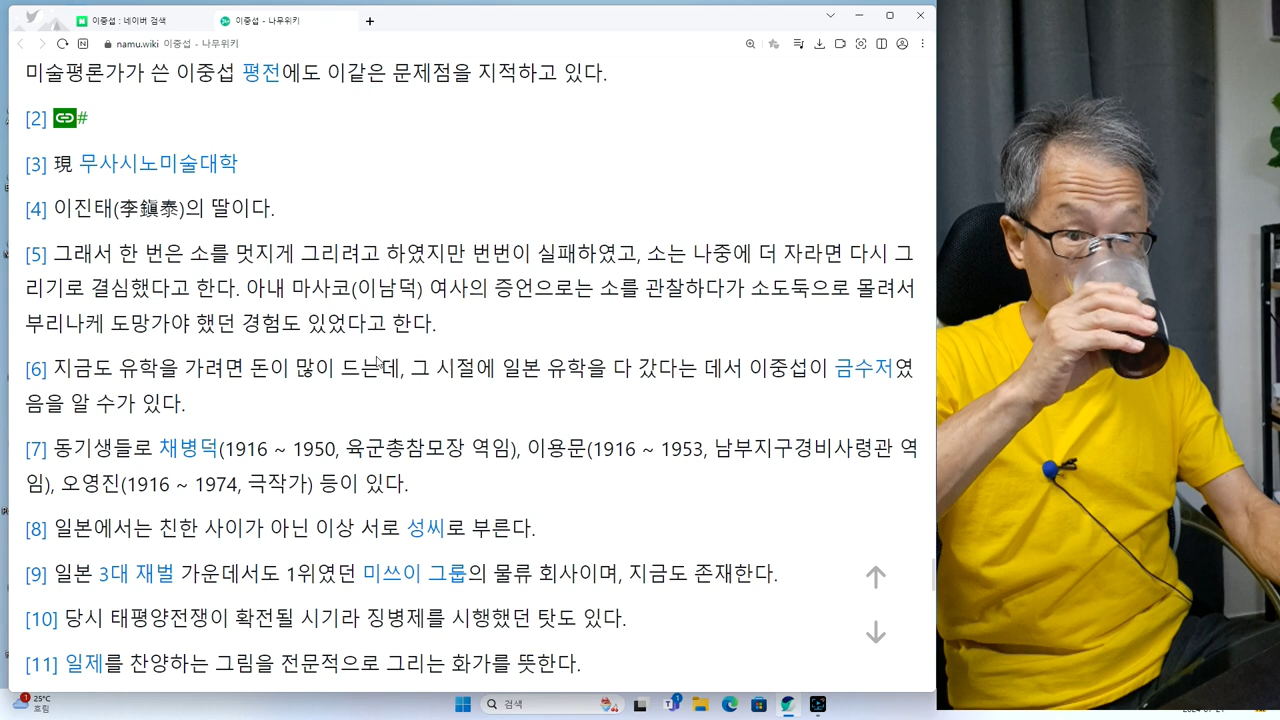 이중섭 : 네이버 검색
이중섭 - 나무위키
namu.wiki 이중섭 - 나무위키
미술평론가가 쓴 이중섭 평전에도 이같은 문제점을 지적하고 있다.
[2] #
[3] 現 무사시노미술대학
[4] 이진태(李鎭泰)의 딸이다.
[5] 그래서 한 번은 소를 멋지게 그리려고 하였지만 번번이 실패하였고, 소는 나중에 더 자라면 다시 그
리기로 결심했다고 한다. 아내 마사코(이남덕) 여사의 증언으로는 소를 관찰하다가 소도둑으로 몰려서
부리나케 도망가야 했던 경험도 있었다고 한다.
[6] 지금도 유학을 가려면 돈이 많이 드는데, 그 시절에 일본 유학을 다 갔다는 데서 이중섭이 금수저였
음을 알 수가 있다.
[7] 동기생들로 채병덕(1916 ~ 1950, 육군총참모장 역임), 이용문(1916 ~ 1953, 남부지구경비사령관 역
임), 오영진(1916 ~ 1974, 극작가) 등이 있다.
[8] 일본에서는 친한 사이가 아닌 이상 서로 성씨로 부른다.
[9] 일본 3대 재벌 가운데서도 1위였던 미쓰이 그룹의 물류 회사이며, 지금도 존재한다.
[10] 당시 태평양전쟁이 확전될 시기라 징병제를 시행했던 탓도 있다.
[11] 일제를 찬양하는 그림을 전문적으로 그리는 화가를 뜻한다.
25°C
흐림
검색